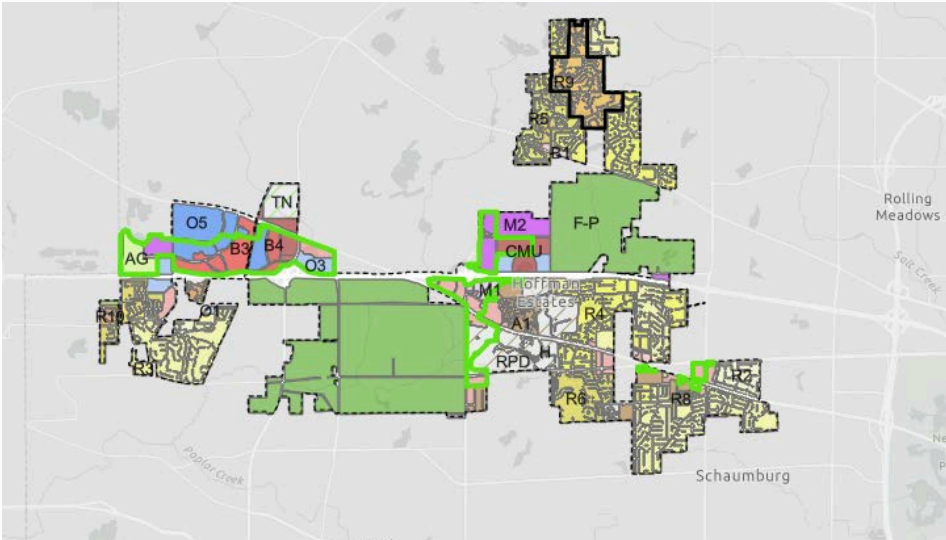 R9
R5
B1
TN
Rolling
Meadows
O5
F-P
M2
B3
B4
CMU
AG
O3
Salt Creek
M1
Hoffman
Estates
R10
O1
A1
R4
H
RPD
R3
R2
R6
R8
Poplar Creek
Schaumburg